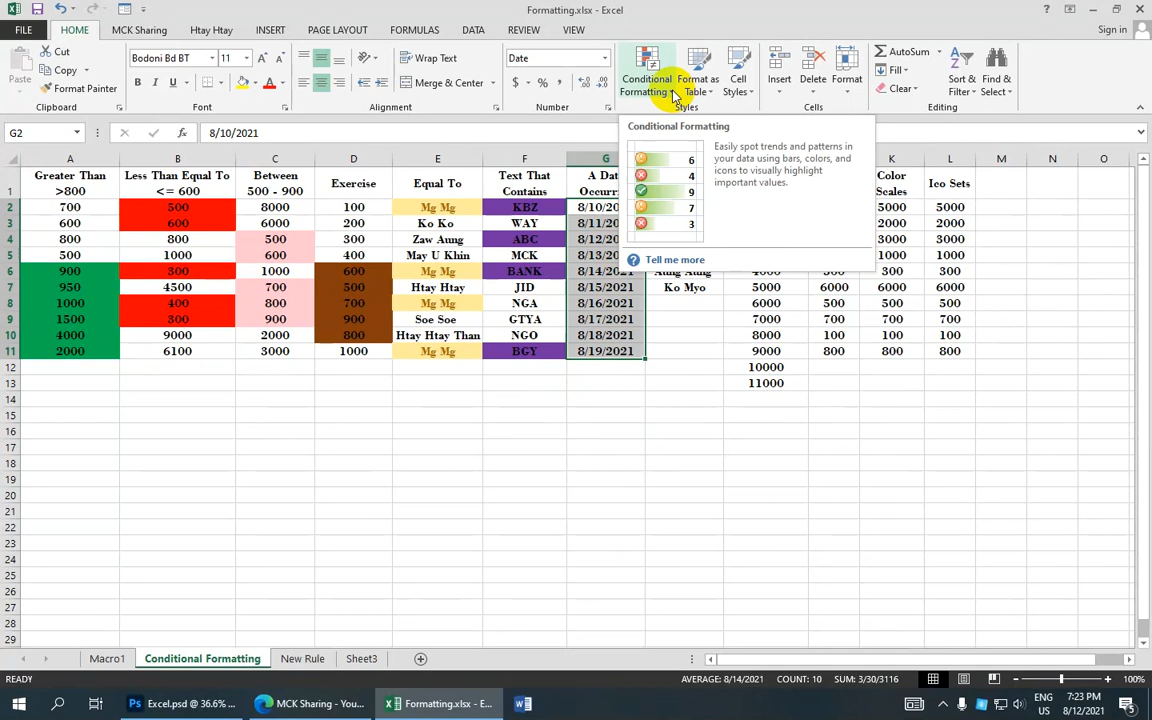 Formatting.xlsx - Excel
Sign in
FILE HOME MCK Sharing Htay Htay INSERT PAGE LAYOUT FORMULAS DATA REVIEW VIEW
Paste
Cut
Copy
Format Painter
Clipboard
Bodoni Bd BT 11
B I U
Font
Wrap Text
Merge & Center
Alignment
Date
$ % ,
Number
Conditional Formatting
Format as Table
Cell Styles
Styles
Insert Delete Format
Cells
AutoSum
Fill
Clear
Sort & Filter
Find & Select
Editing
G2 fx 8/10/2021
Conditional Formatting
Easily spot trends and patterns in
your data using bars, colors, and
icons to visually highlight
important values.
6
4
9
7
3
Tell me more
A B C D E F G K L M N O
1 Greater Than >800 Less Than Equal To <= 600 Between 500 - 900 Exercise Equal To Text That Contains A Da Occurri Color Scales Ico Sets
2 700 500 8000 100 Mg Mg KBZ 8/10/20 5000 5000
3 600 600 6000 200 Ko Ko WAY 8/11/20 2000 2000
4 800 800 500 300 Zaw Aung ABC 8/12/20 3000 3000
5 500 1000 600 400 May U Khin MCK 8/13/20 1000 1000
6 900 300 1000 600 Mg Mg BANK 8/14/2021 Aung Aung 4000 300 300 300
7 950 4500 700 500 Htay Htay JID 8/15/2021 Ko Myo 5000 6000 6000 6000
8 1000 400 800 700 Mg Mg NGA 8/16/2021 6000 500 500 500
9 1500 300 900 900 Soe Soe GTYA 8/17/2021 7000 700 700 700
10 4000 9000 2000 800 Htay Htay Than NGO 8/18/2021 8000 100 100 100
11 2000 6100 3000 1000 Mg Mg BGY 8/19/2021 9000 800 800 800
12 10000
13 11000
14
15
16
17
18
19
20
21
22
23
24
25
26
27
28
29
Macro1 Conditional Formatting New Rule Sheet3
READY AVERAGE: 8/14/2021 COUNT: 10 SUM: 3/30/3116 100%
Excel.psd @ 36.6% ... MCK Sharing - You... Formatting.xlsx - E...
ENG
US
7:23 PM
8/12/2021
5